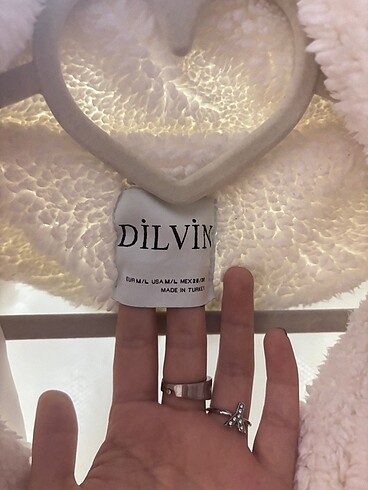 DİLVİN
EUR M/L USA M/L MEX 28/30
MADE IN TURKEY